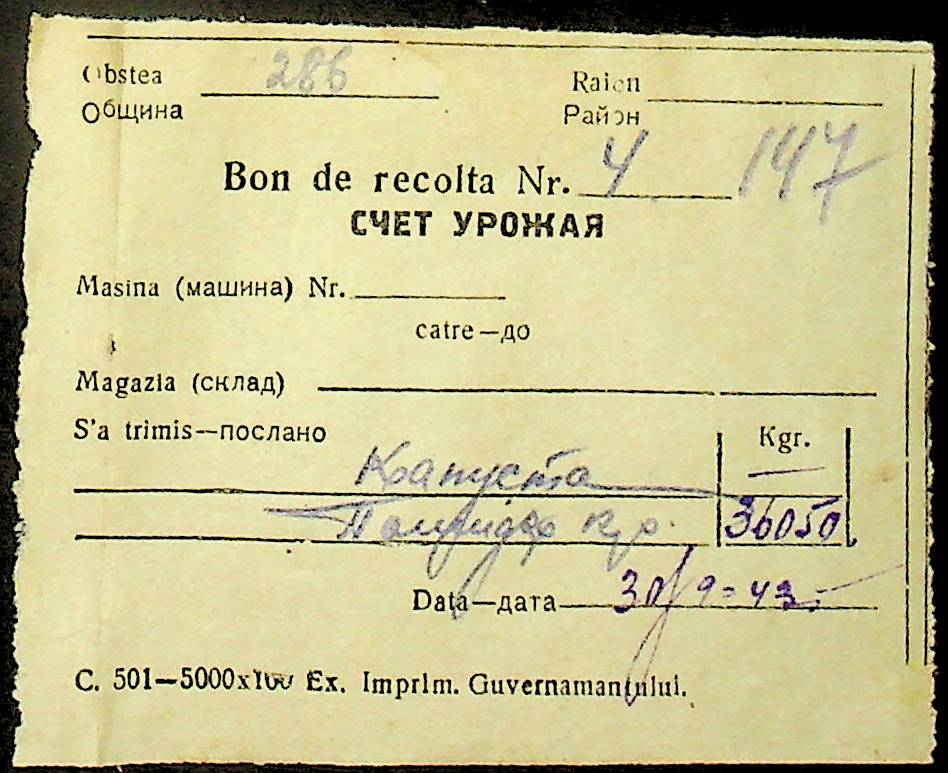 Obstea 286 Raion
Община Район
Bon de recolta Nr. 4 147
СЧЕТ УРОЖАЯ
Masina (машина) Nr.
catre—до
Magazia (склад)
S'a trimis—послано Kgr.
Капуста
Помидор 36050
Data—дата 30/9-43
C. 501—5000x100 Ex. Imprim. Guvernamantului.